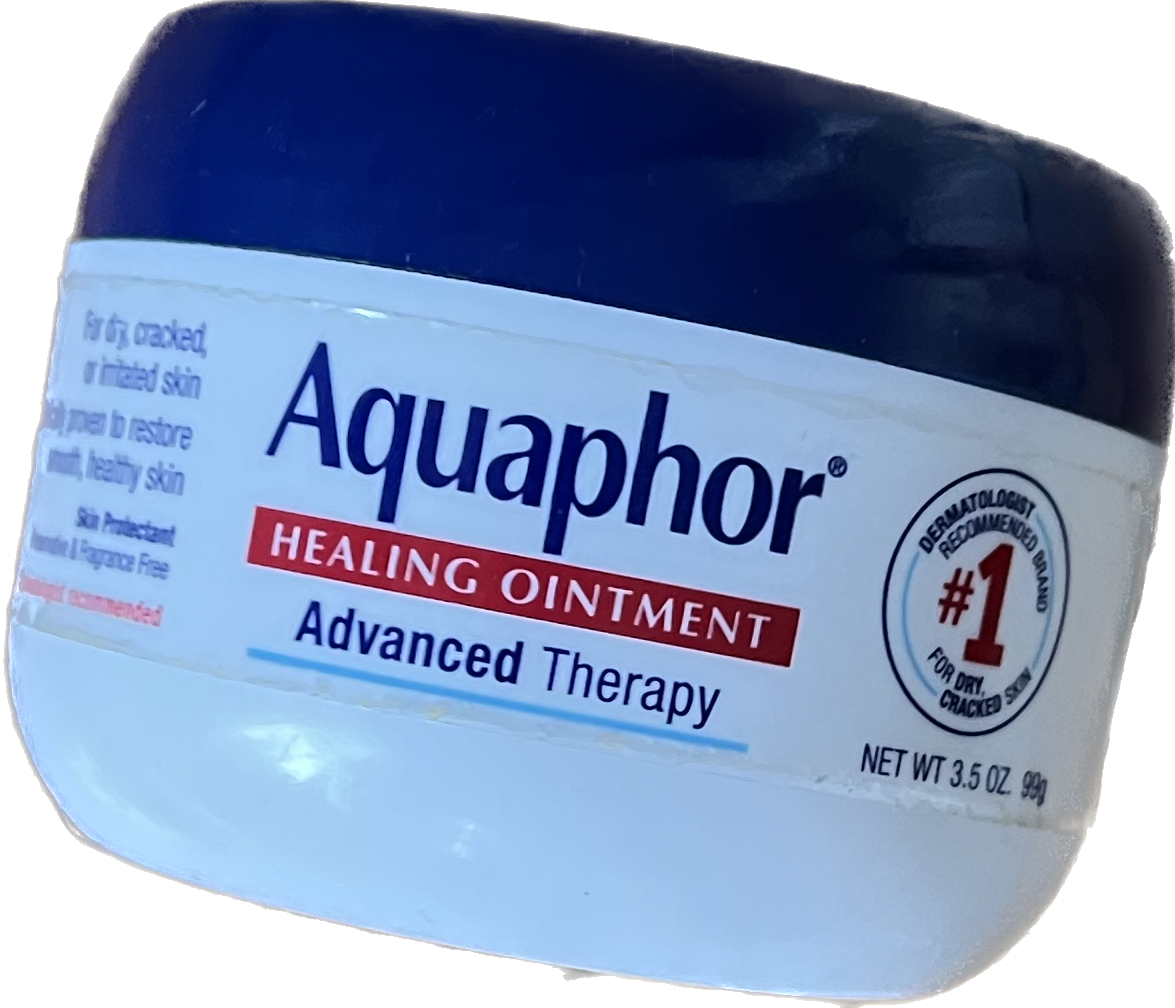 For dry, cracked,
or irritated skin
proven to restore
smooth, healthy skin
Skin Protectant
& Fragrance Free
recommended
Aquaphor®
HEALING OINTMENT
Advanced Therapy
DERMATOLOGIST
RECOMMENDED BRAND
#1
FOR DRY,
CRACKED SKIN
NET WT 3.5 OZ. 99g